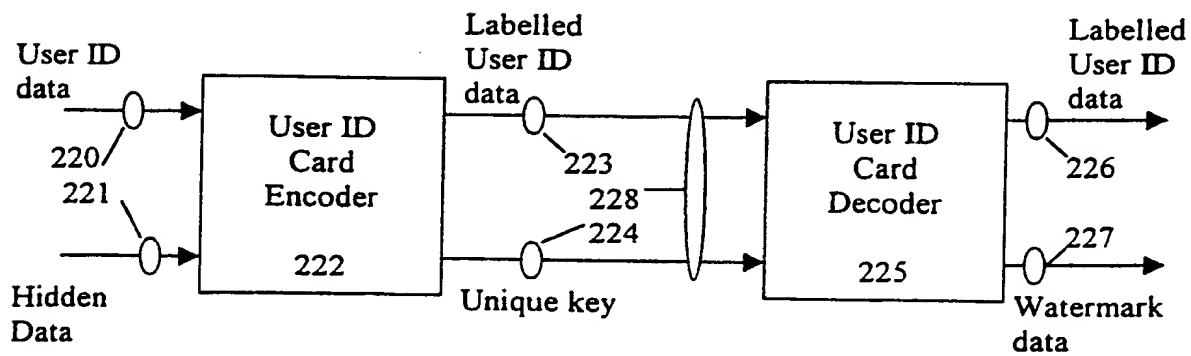 User ID
data
220
221
Hidden
Data
User ID
Card
Encoder
222
Labelled
User ID
data
223
228
224
Unique key
User ID
Card
Decoder
225
Labelled
User ID
data
226
227
Watermark
data